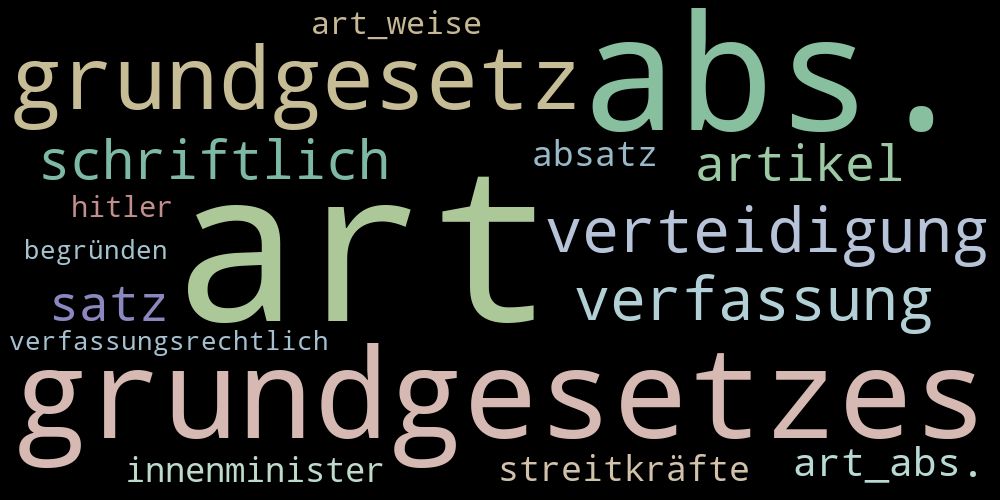 art_weise
grundgesetz abs.
schriftlich absatz artikel
hitler art verteidigung
begründen
satz verfassung
verfassungsrechtlich
grundgesetzes
innenminister streitkräfte art_abs.